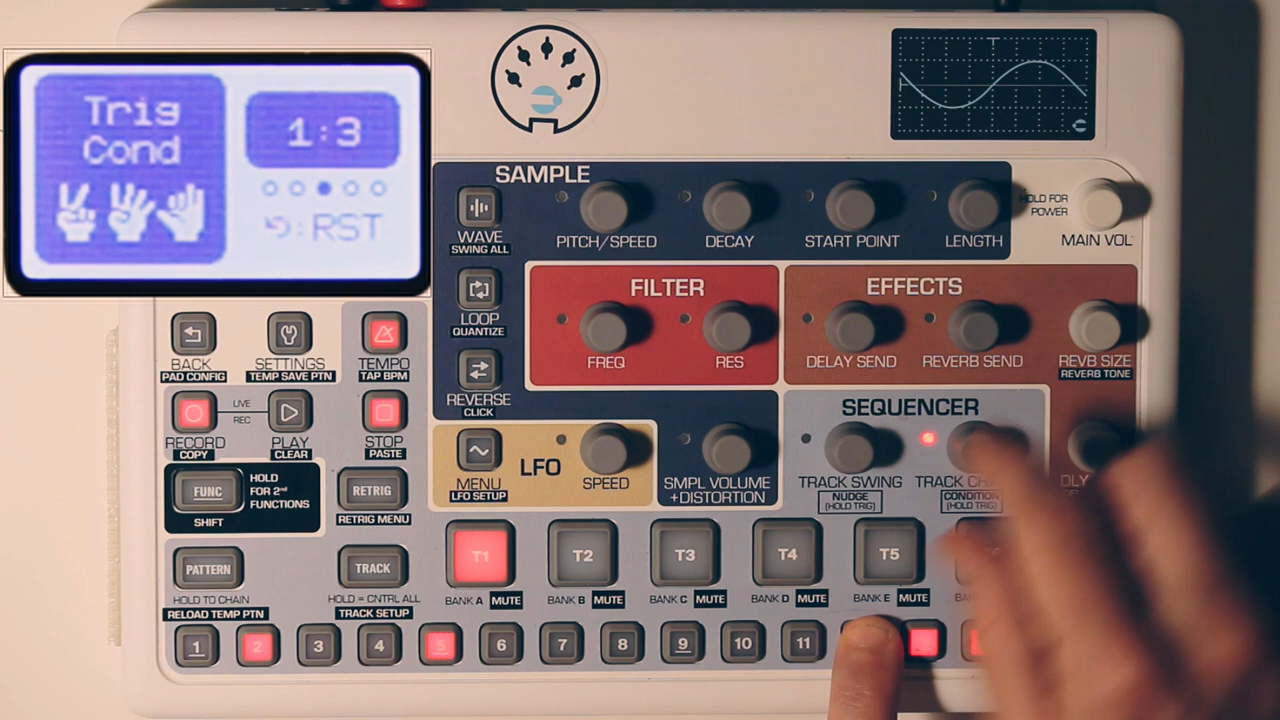 Trig
Cond
1:3
:RST
SAMPLE
WAVE
SWING ALL
PITCH/SPEED
DECAY
START POINT
LENGTH
HOLD FOR
POWER
MAIN VOL
LOOP
QUANTIZE
FILTER
FREQ
RES
EFFECTS
DELAY SEND
REVERB SEND
REVB SIZE
REVERB TONE
BACK
PAD CONFIG
SETTINGS
TEMP SAVE PTN
TEMPO
TAP BPM
REVERSE
CLICK
RECORD
COPY
LIVE
REC
PLAY
CLEAR
STOP
PASTE
MENU
LFO SETUP
LFO
SPEED
SMPL VOLUME
+DISTORTION
SEQUENCER
TRACK SWING
NUDGE
(HOLD TRIG)
TRACK
CONDITION
(HOLD TRIG)
FUNC
SHIFT
HOLD
FOR 2nd
FUNCTIONS
RETRIG
RETRIG MENU
PATTERN
HOLD TO CHAIN
RELOAD TEMP PTN
TRACK
HOLD = CNTRL ALL
TRACK SETUP
T1
T2
T3
T4
T5
BANK A MUTE
BANK B MUTE
BANK C MUTE
BANK D MUTE
BANK E MUTE
1
2
3
4
5
6
7
8
9
10
11